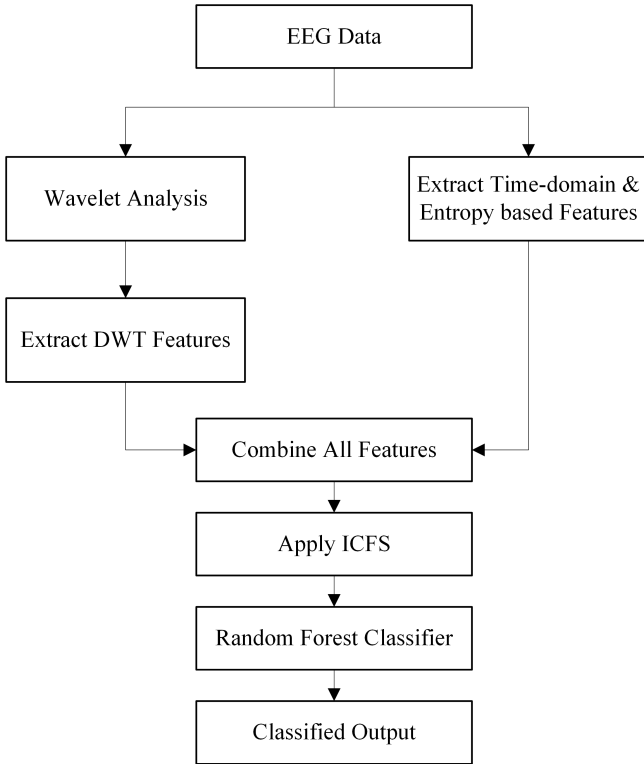 EEG Data
Wavelet Analysis
Extract Time-domain &
Entropy based Features
Extract DWT Features
Combine All Features
Apply ICFS
Random Forest Classifier
Classified Output